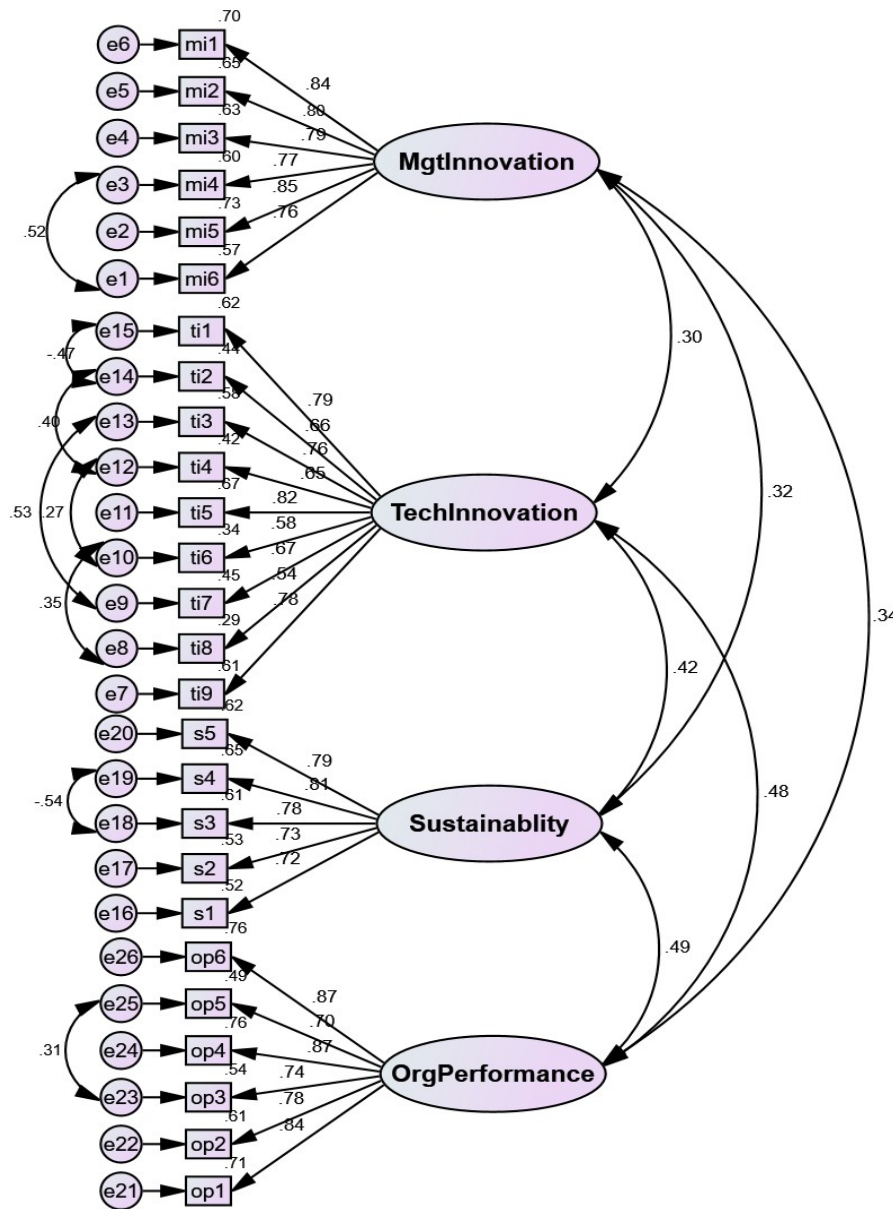 .70
e6 mi1
.65
.84
e5 mi2
.63
.80
e4 mi3
.79
MgtInnovation
.60
.77
e3 mi4
.85
.73
.76
.52
e2 mi5
.57
e1 mi6
.62
e15 ti1
.30
.44
-.47
e14 ti2
.58
.79
.40
e13 ti3
.66
.42
.76
e12 ti4
.65
.67
.32
.82
.53
.27
e11 ti5
TechInnovation
.34
.58
e10 ti6
.67
.45
.54
.35
e9 ti7
.78
.29
.34
e8 ti8
.61
.42
e7 ti9
.62
e20 s5
.65
.79
e19 s4
.81
.61
.78
.48
-.54
e18 s3
Sustainablity
.53
.73
e17 s2
.72
.52
e16 s1
.76
.49
e26 op6
.49
.87
e25 op5
.76
.70
.31
e24 op4
.87
.54
.74
OrgPerformance
e23 op3
.78
.61
.84
e22 op2
.71
e21 op1